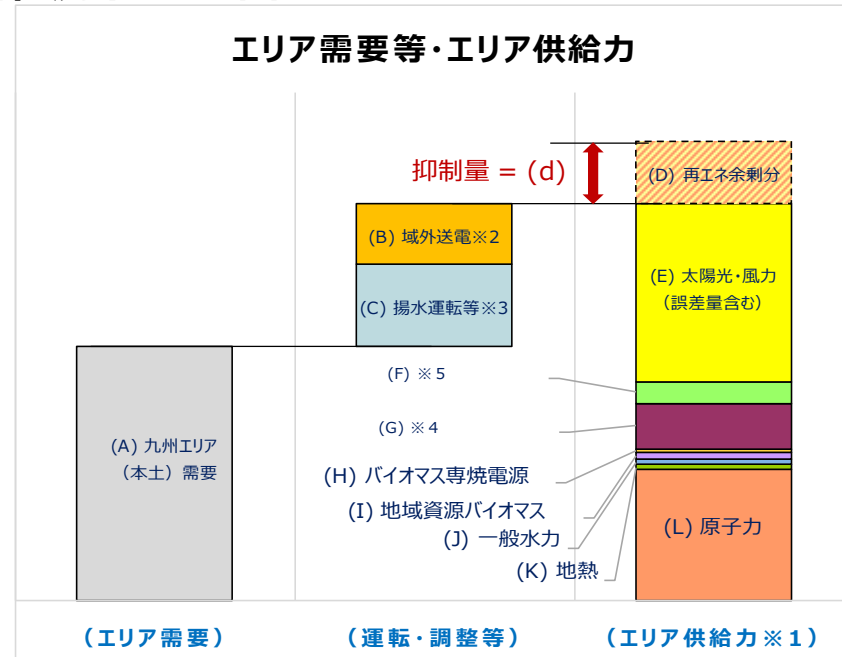 エリア需要等・エリア供給力
抑制量 = (d)
(D) 再エネ余剰分
(B) 域外送電※2
(C) 揚水運転等※3
(E) 太陽光・風力
(誤差量含む)
(A) 九州エリア
(本土) 需要
(F) ※5
(G) ※4
(H) バイオマス専焼電源
(I) 地域資源バイオマス
(J) 一般水力
(K) 地熱
(L) 原子力
(エリア需要)
(運転・調整等)
(エリア供給力※1)